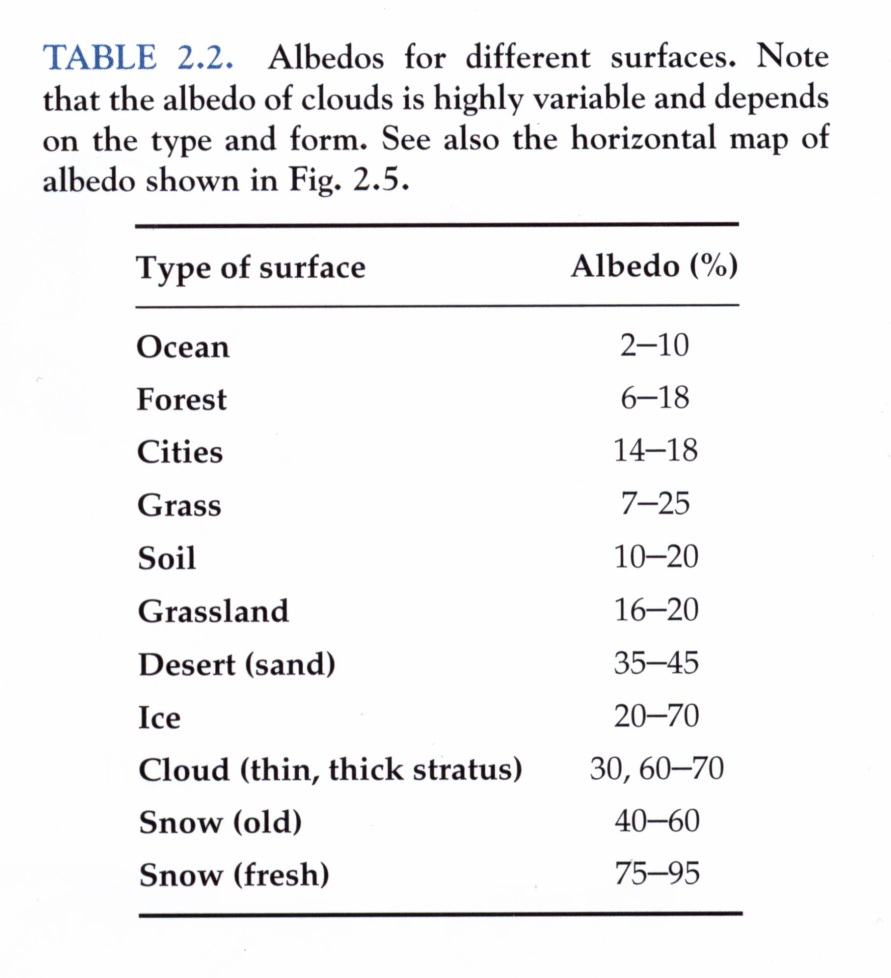 TABLE 2.2. Albedos for different surfaces. Note
that the albedo of clouds is highly variable and depends
on the type and form. See also the horizontal map of
albedo shown in Fig. 2.5.
Type of surface Albedo (%)
Ocean 2–10
Forest 6–18
Cities 14–18
Grass 7–25
Soil 10–20
Grassland 16–20
Desert (sand) 35–45
Ice 20–70
Cloud (thin, thick stratus) 30, 60–70
Snow (old) 40–60
Snow (fresh) 75–95